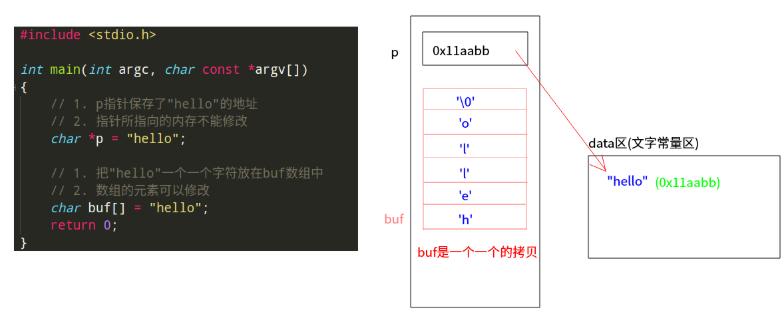 #include <stdio.h>
int main(int argc, char const *argv[])
{
// 1. p指针保存了"hello"的地址
// 2. 指针所指向的内存不能修改
char *p = "hello";
// 1. 把"hello"一个一个字符放在buf数组中
// 2. 数组的元素可以修改
char buf[] = "hello";
return 0;
}
p
0x11aabb
'\0'
'o'
'l'
'l'
'e'
buf
'h'
buf是一个一个的拷贝
data区(文字常量区)
"hello" (0x11aabb)